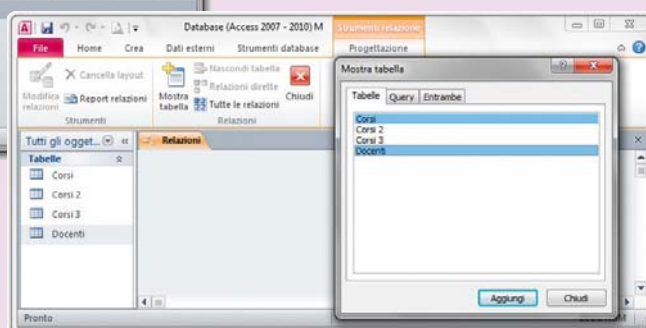 Database (Access 2007 - 2010) M
Strumenti relazione
File Home Crea Dati esterni Strumenti database Progettazione
Modifica relazioni
Cancella layout
Report relazioni
Strumenti
Mostra tabella
Nascondi tabella
Relazioni dirette
Tutte le relazioni
Chiudi
Relazioni
Tutti gli ogget...
Tabelle
Corsi
Corsi 2
Corsi 3
Docenti
Relazioni
Pronto
Mostra tabella
Tabelle Query Entrambe
Corsi
Corsi 2
Corsi 3
Docenti
Aggiungi Chiudi